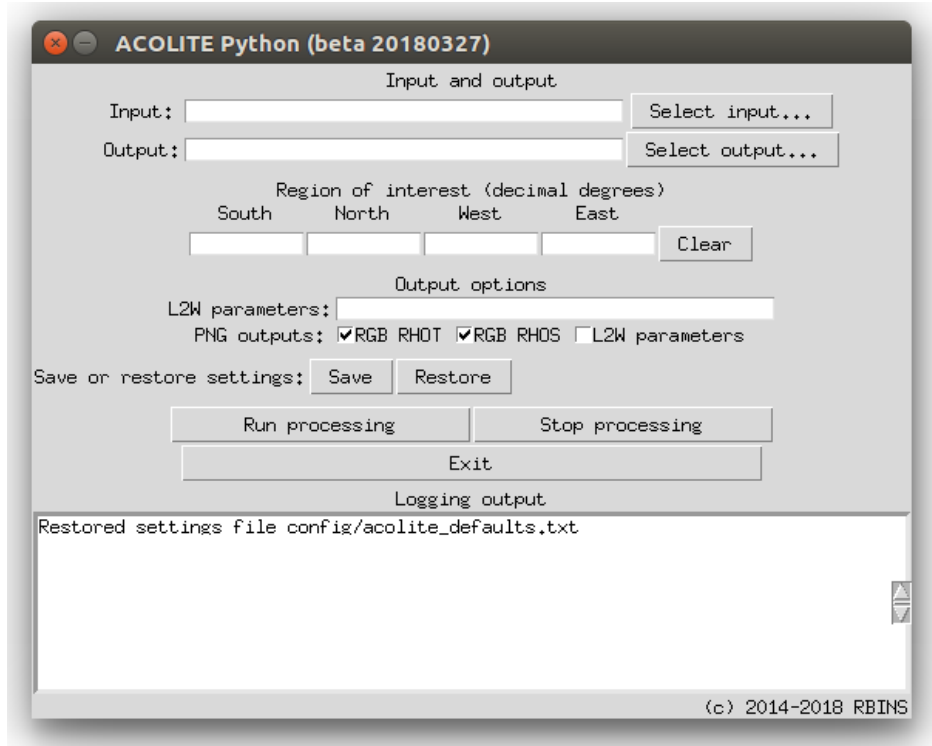 ACOLITE Python (beta 20180327)
Input and output
Input: Select input...
Output: Select output...
Region of interest (decimal degrees)
South North West East
Clear
Output options
L2W parameters:
PNG outputs: RGB RHOT RGB RHOS L2W parameters
Save or restore settings: Save Restore
Run processing Stop processing
Exit
Logging output
Restored settings file config/acolite_defaults.txt
(c) 2014-2018 RBINS